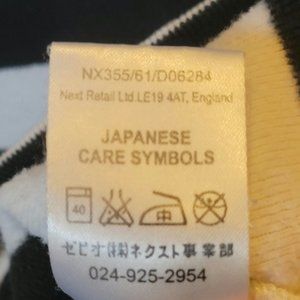 NX355/61/D06284
Next Retail Ltd.LE19 4AT, England
JAPANESE
CARE SYMBOLS
40
ゼビオ(株)ネクスト事業部
024-925-2954